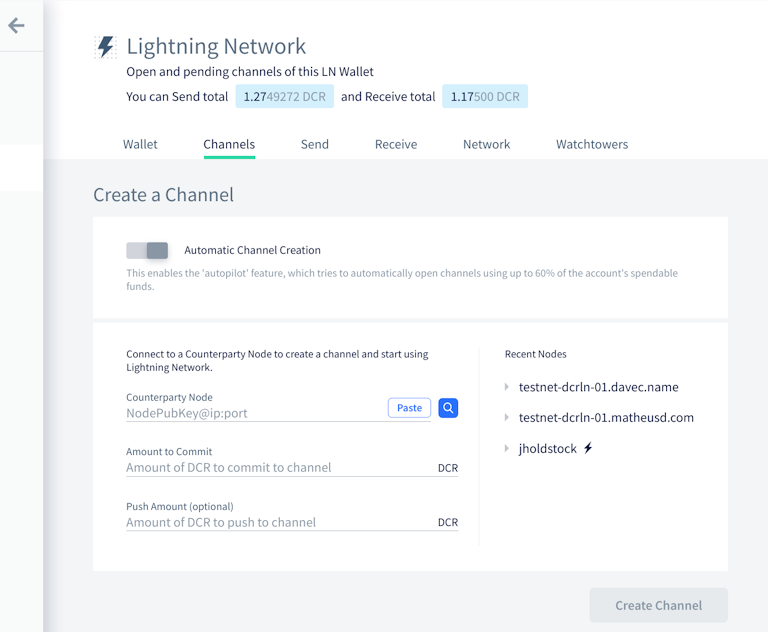 Lightning Network
Open and pending channels of this LN Wallet
You can Send total 1.2749272 DCR and Receive total 1.17500 DCR
Wallet Channels Send Receive Network Watchtowers
Create a Channel
Automatic Channel Creation
This enables the 'autopilot' feature, which tries to automatically open channels using up to 60% of the account's spendable
funds.
Connect to a Counterparty Node to create a channel and start using
Lightning Network.
Counterparty Node
NodePubKey@ip:port Paste
Amount to Commit
Amount of DCR to commit to channel DCR
Push Amount (optional)
Amount of DCR to push to channel DCR
Recent Nodes
testnet-dcrln-01.davec.name
testnet-dcrln-01.matheusd.com
jholdstock
Create Channel